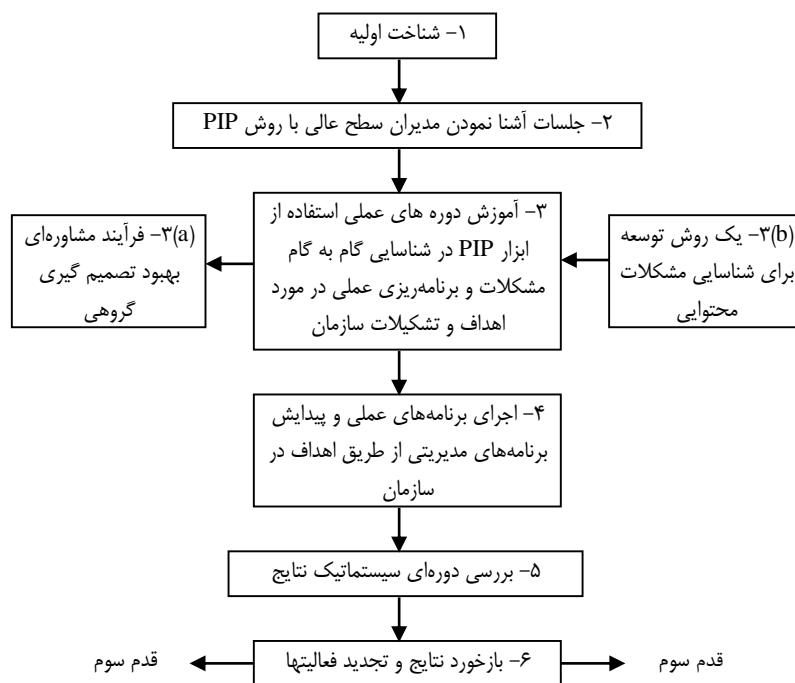 ۱- شناخت اولیه
۲- جلسات آشنا نمودن مدیران سطح عالی با روش PIP
۳- آموزش دوره های عملی استفاده از
ابزار PIP در شناسایی گام به گام
مشکلات و برنامه‌ریزی عملی در مورد
اهداف و تشکیلات سازمان
۳(b)- یک روش توسعه
برای شناسایی مشکلات
محتوایی
۳(a)- فرآیند مشاوره‌ای
بهبود تصمیم گیری
گروهی
۴- اجرای برنامه‌های عملی و پیدایش
برنامه‌های مدیریتی از طریق اهداف در
سازمان
۵- بررسی دوره‌ای سیستماتیک نتایج
۶- بازخورد نتایج و تجدید فعالیتها
قدم سوم
قدم سوم